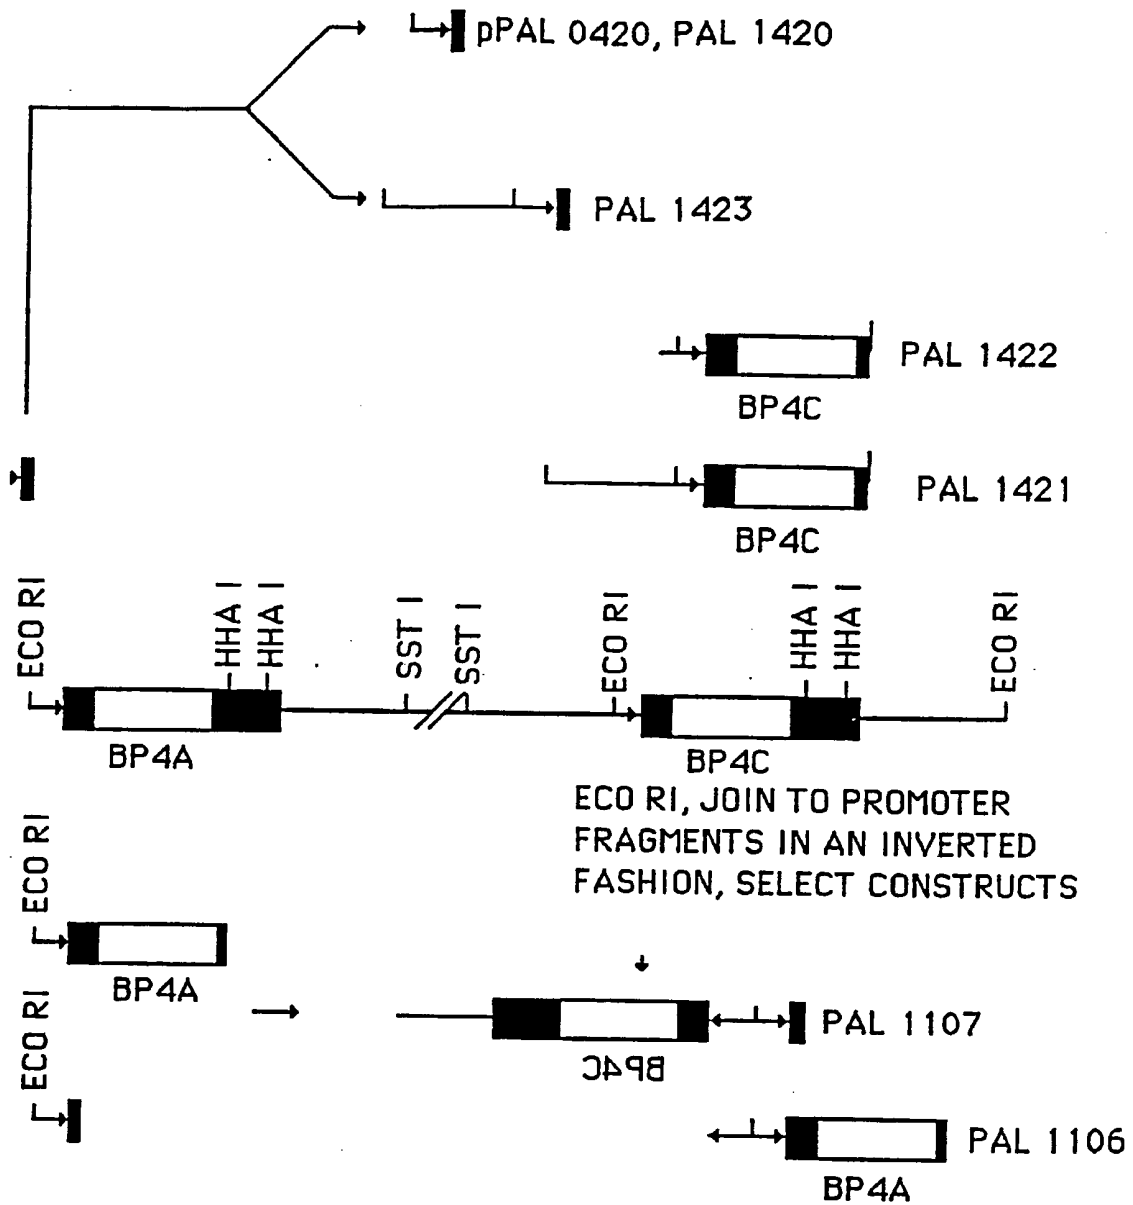 pPAL 0420, PAL 1420
PAL 1423
PAL 1422
BP4C
PAL 1421
BP4C
ECO RI
HHA I
HHA I
SST I
SST I
ECO RI
HHA I
HHA I
ECO RI
BP4A
BP4C
ECO RI, JOIN TO PROMOTER
FRAGMENTS IN AN INVERTED
FASHION, SELECT CONSTRUCTS
ECO RI
BP4A
ECO RI
PAL 1107
BP4C
PAL 1106
BP4A